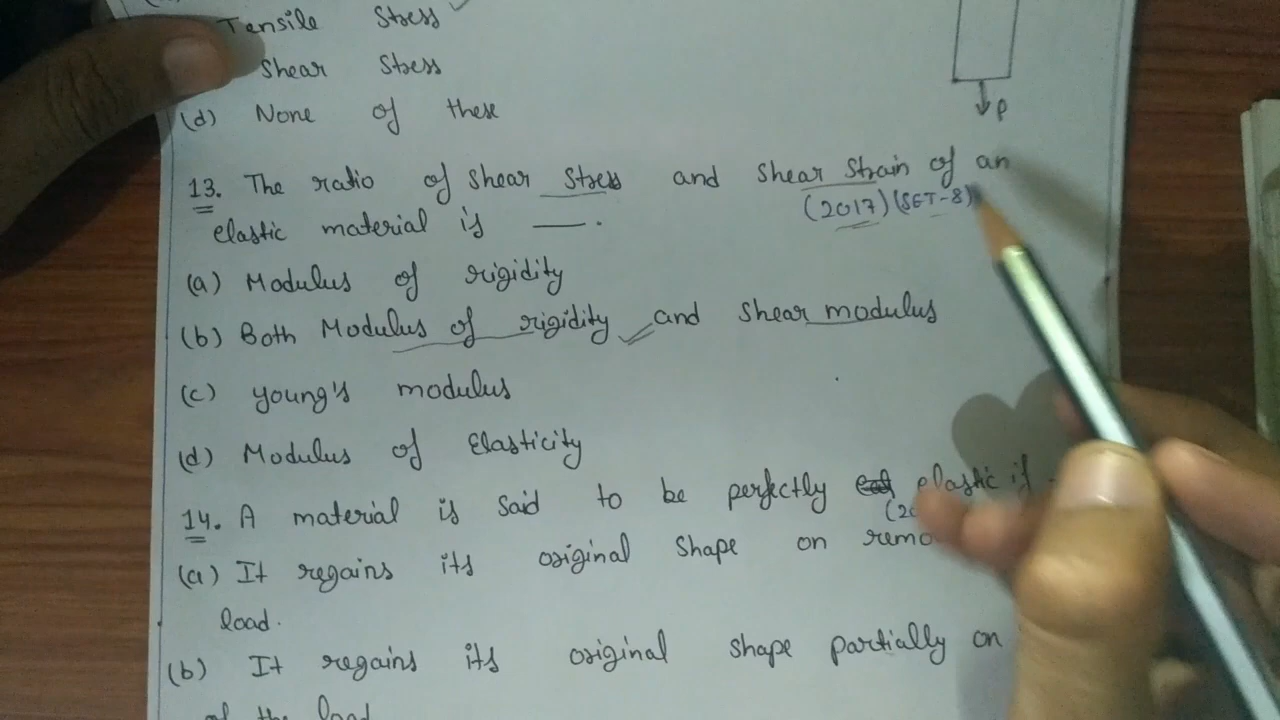 Tensile Stress
Shear Stress
(d) None of these
P
13. The ratio of shear stress and shear strain of an
(2017) (SET-8)
elastic material is ___.
(a) Modulus of rigidity
(b) Both Modulus of rigidity and shear modulus
(c) young's modulus
(d) Modulus of Elasticity
14. A material is said to be perfectly elastic if
(a) It regains its original shape on
load.
(b) It regains its original shape partially on
of the load